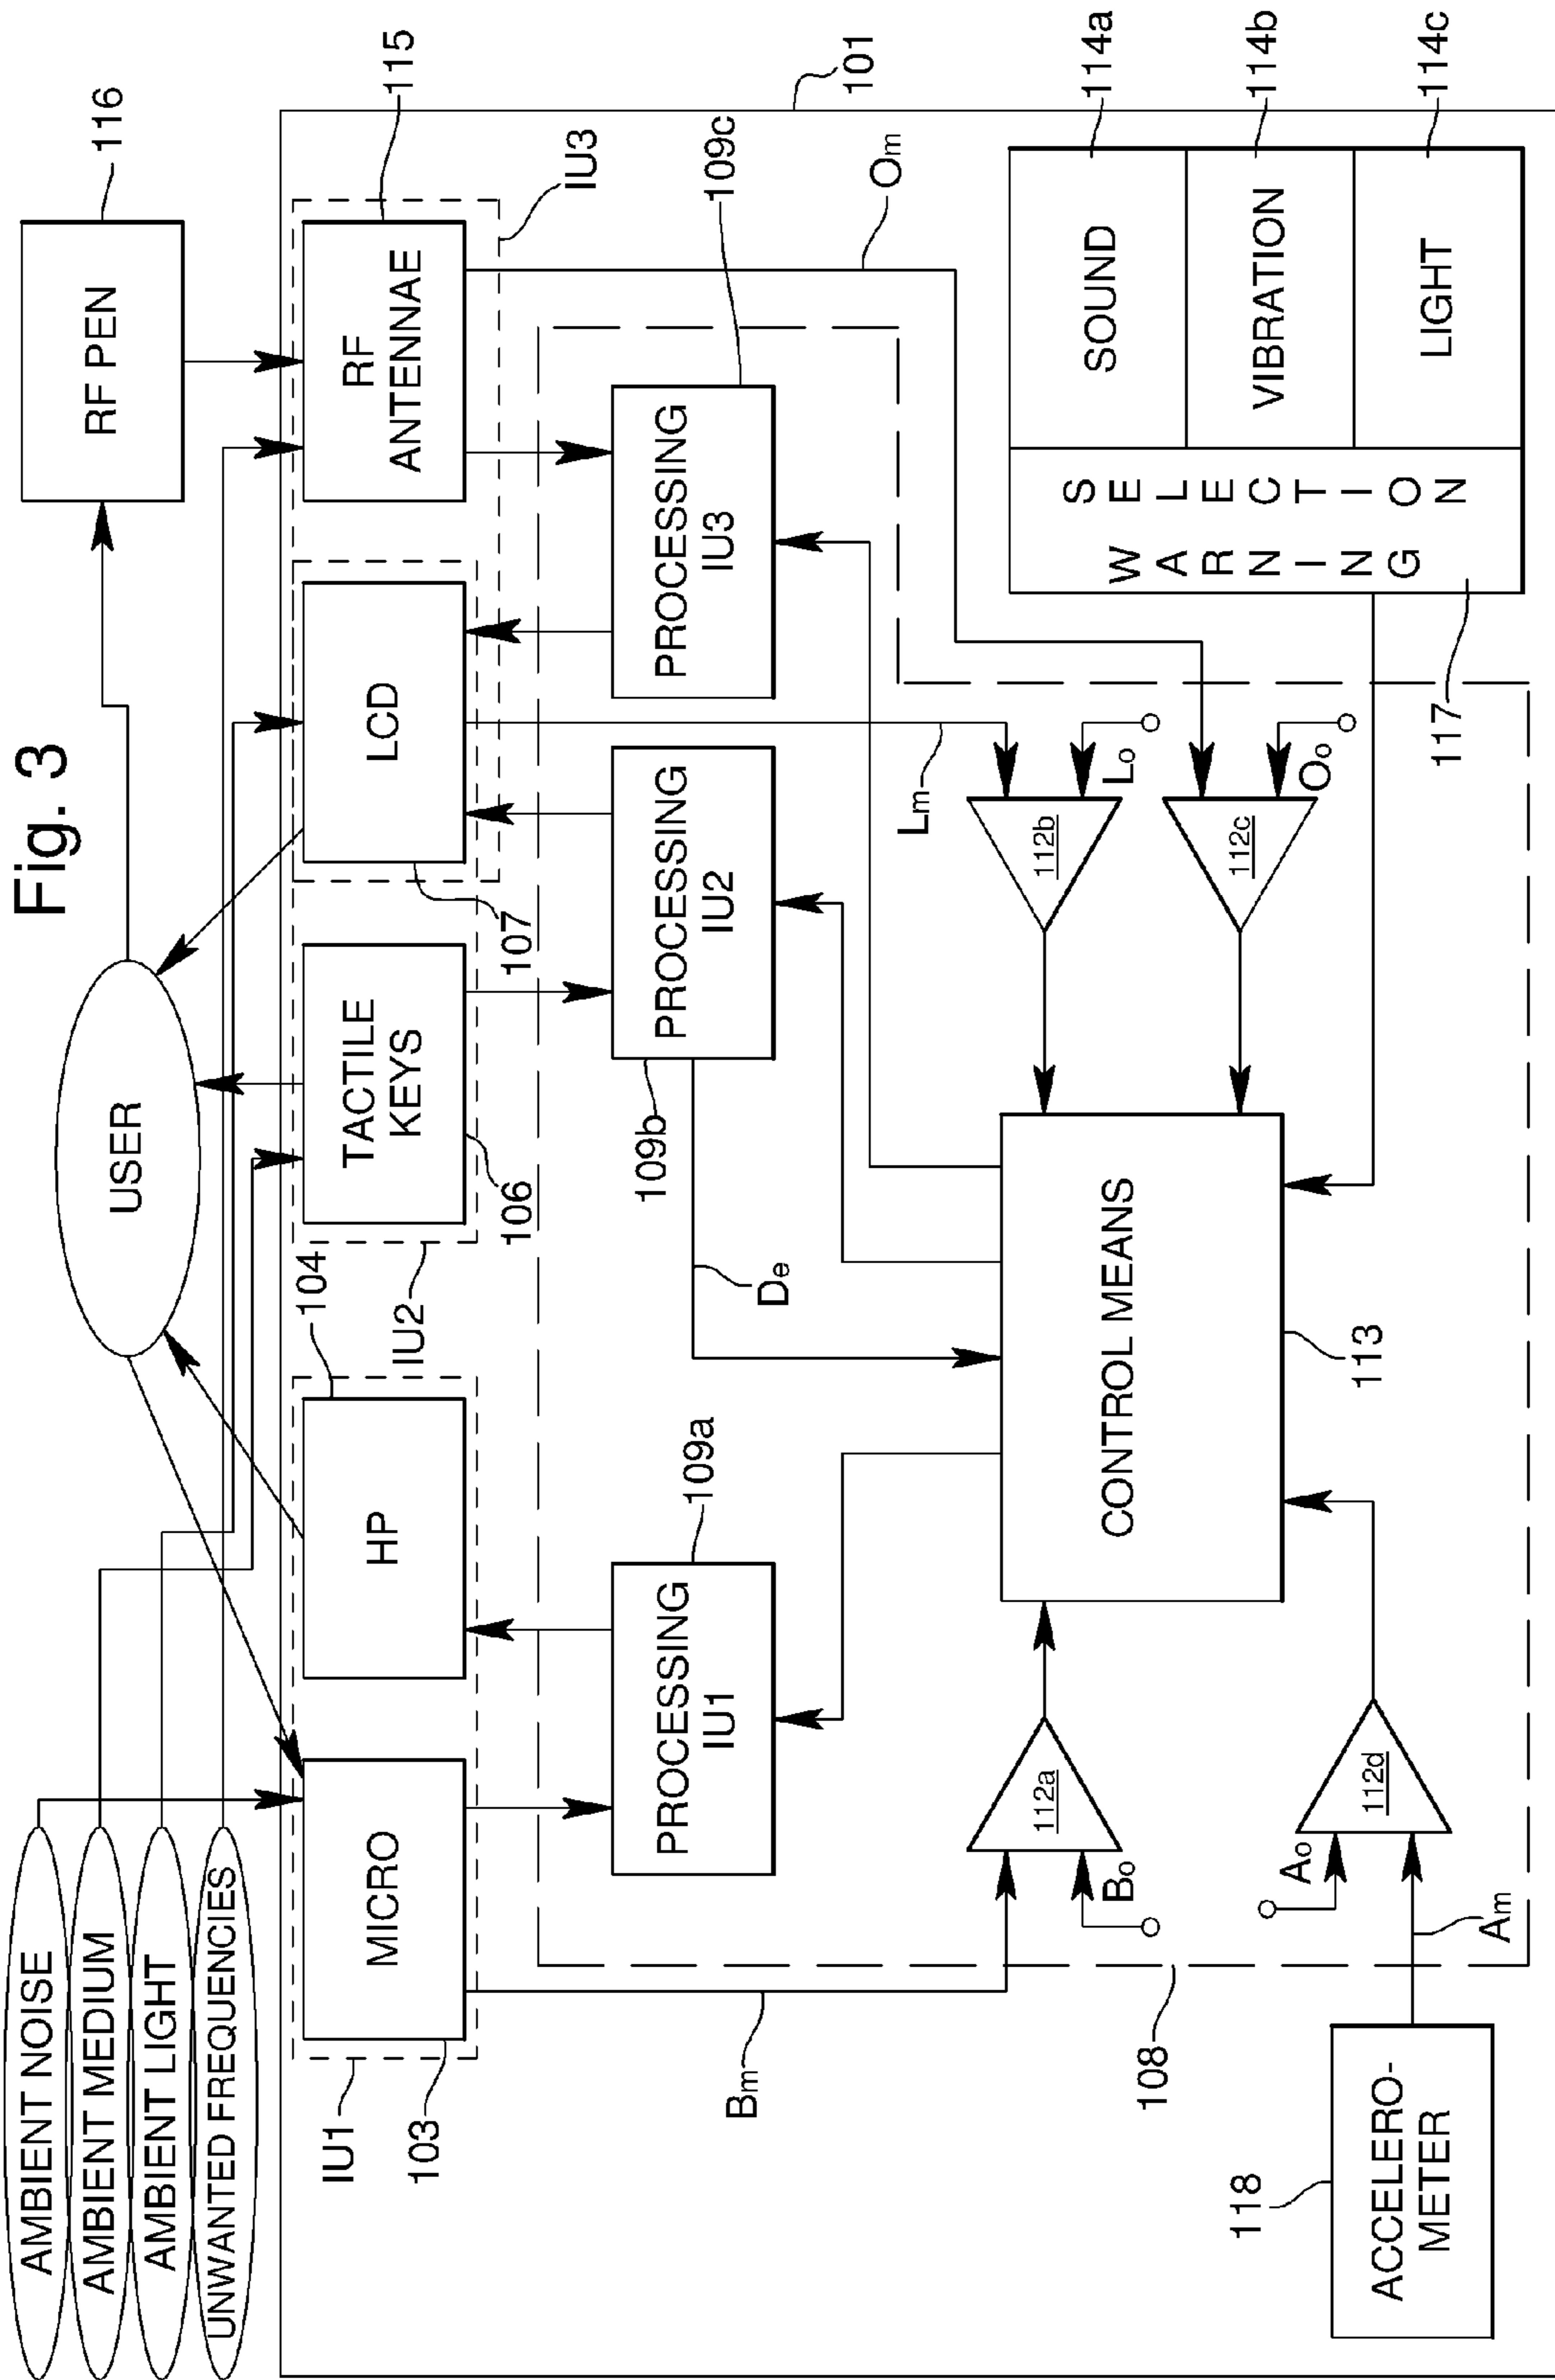 Fig. 3
AMBIENT NOISE
AMBIENT MEDIUM
AMBIENT LIGHT
UNWANTED FREQUENCIES
USER
RF PEN
116
IU1
103
MICRO
104
HP
IU2
106
TACTILE
KEYS
107
LCD
RF
ANTENNAE
115
IU3
101
109a
PROCESSING
IU1
109b
PROCESSING
IU2
109c
PROCESSING
IU3
Bm
De
Lm
Om
112a
Bo
112b
Lo
112c
Oo
CONTROL MEANS
113
112d
Ao
Am
108
118
ACCELERO-
METER
117
WARNING
SELECTION
SOUND
114a
VIBRATION
114b
LIGHT
114c